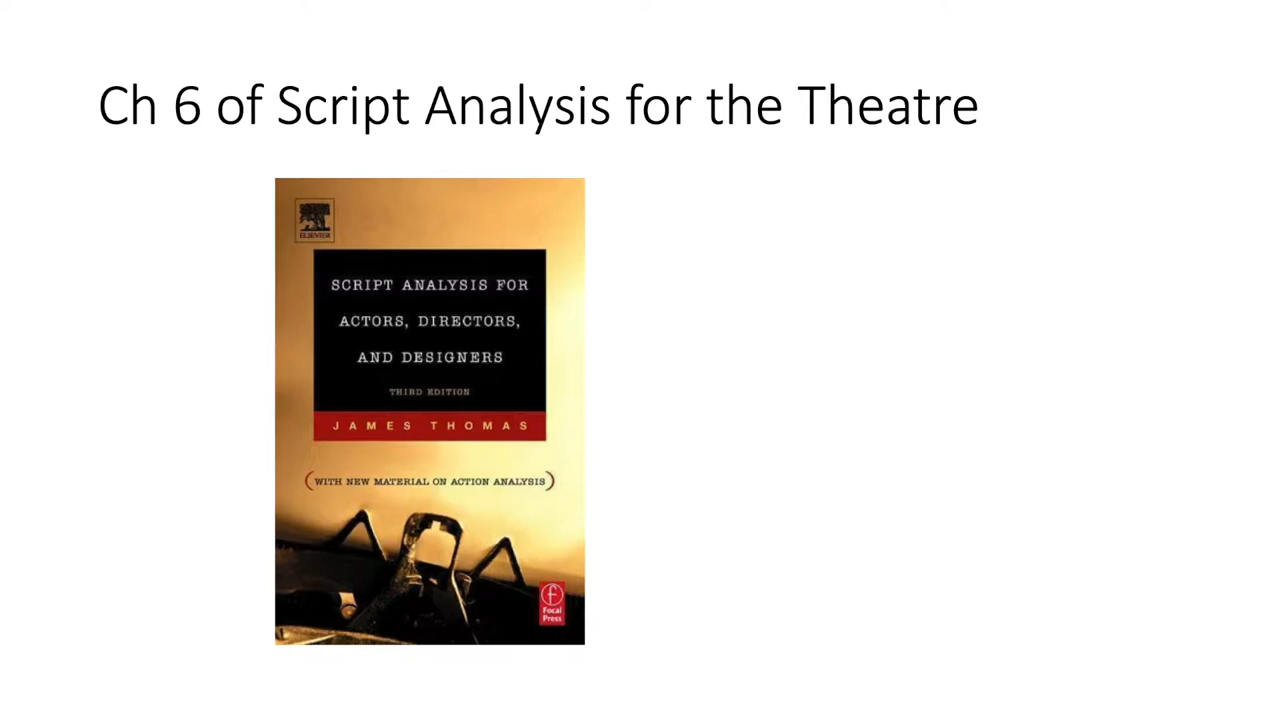 Ch 6 of Script Analysis for the Theatre
ELSEVIER
SCRIPT ANALYSIS FOR
ACTORS, DIRECTORS,
AND DESIGNERS
THIRD EDITION
JAMES THOMAS
(WITH NEW MATERIAL ON ACTION ANALYSIS)
f
Focal
Press